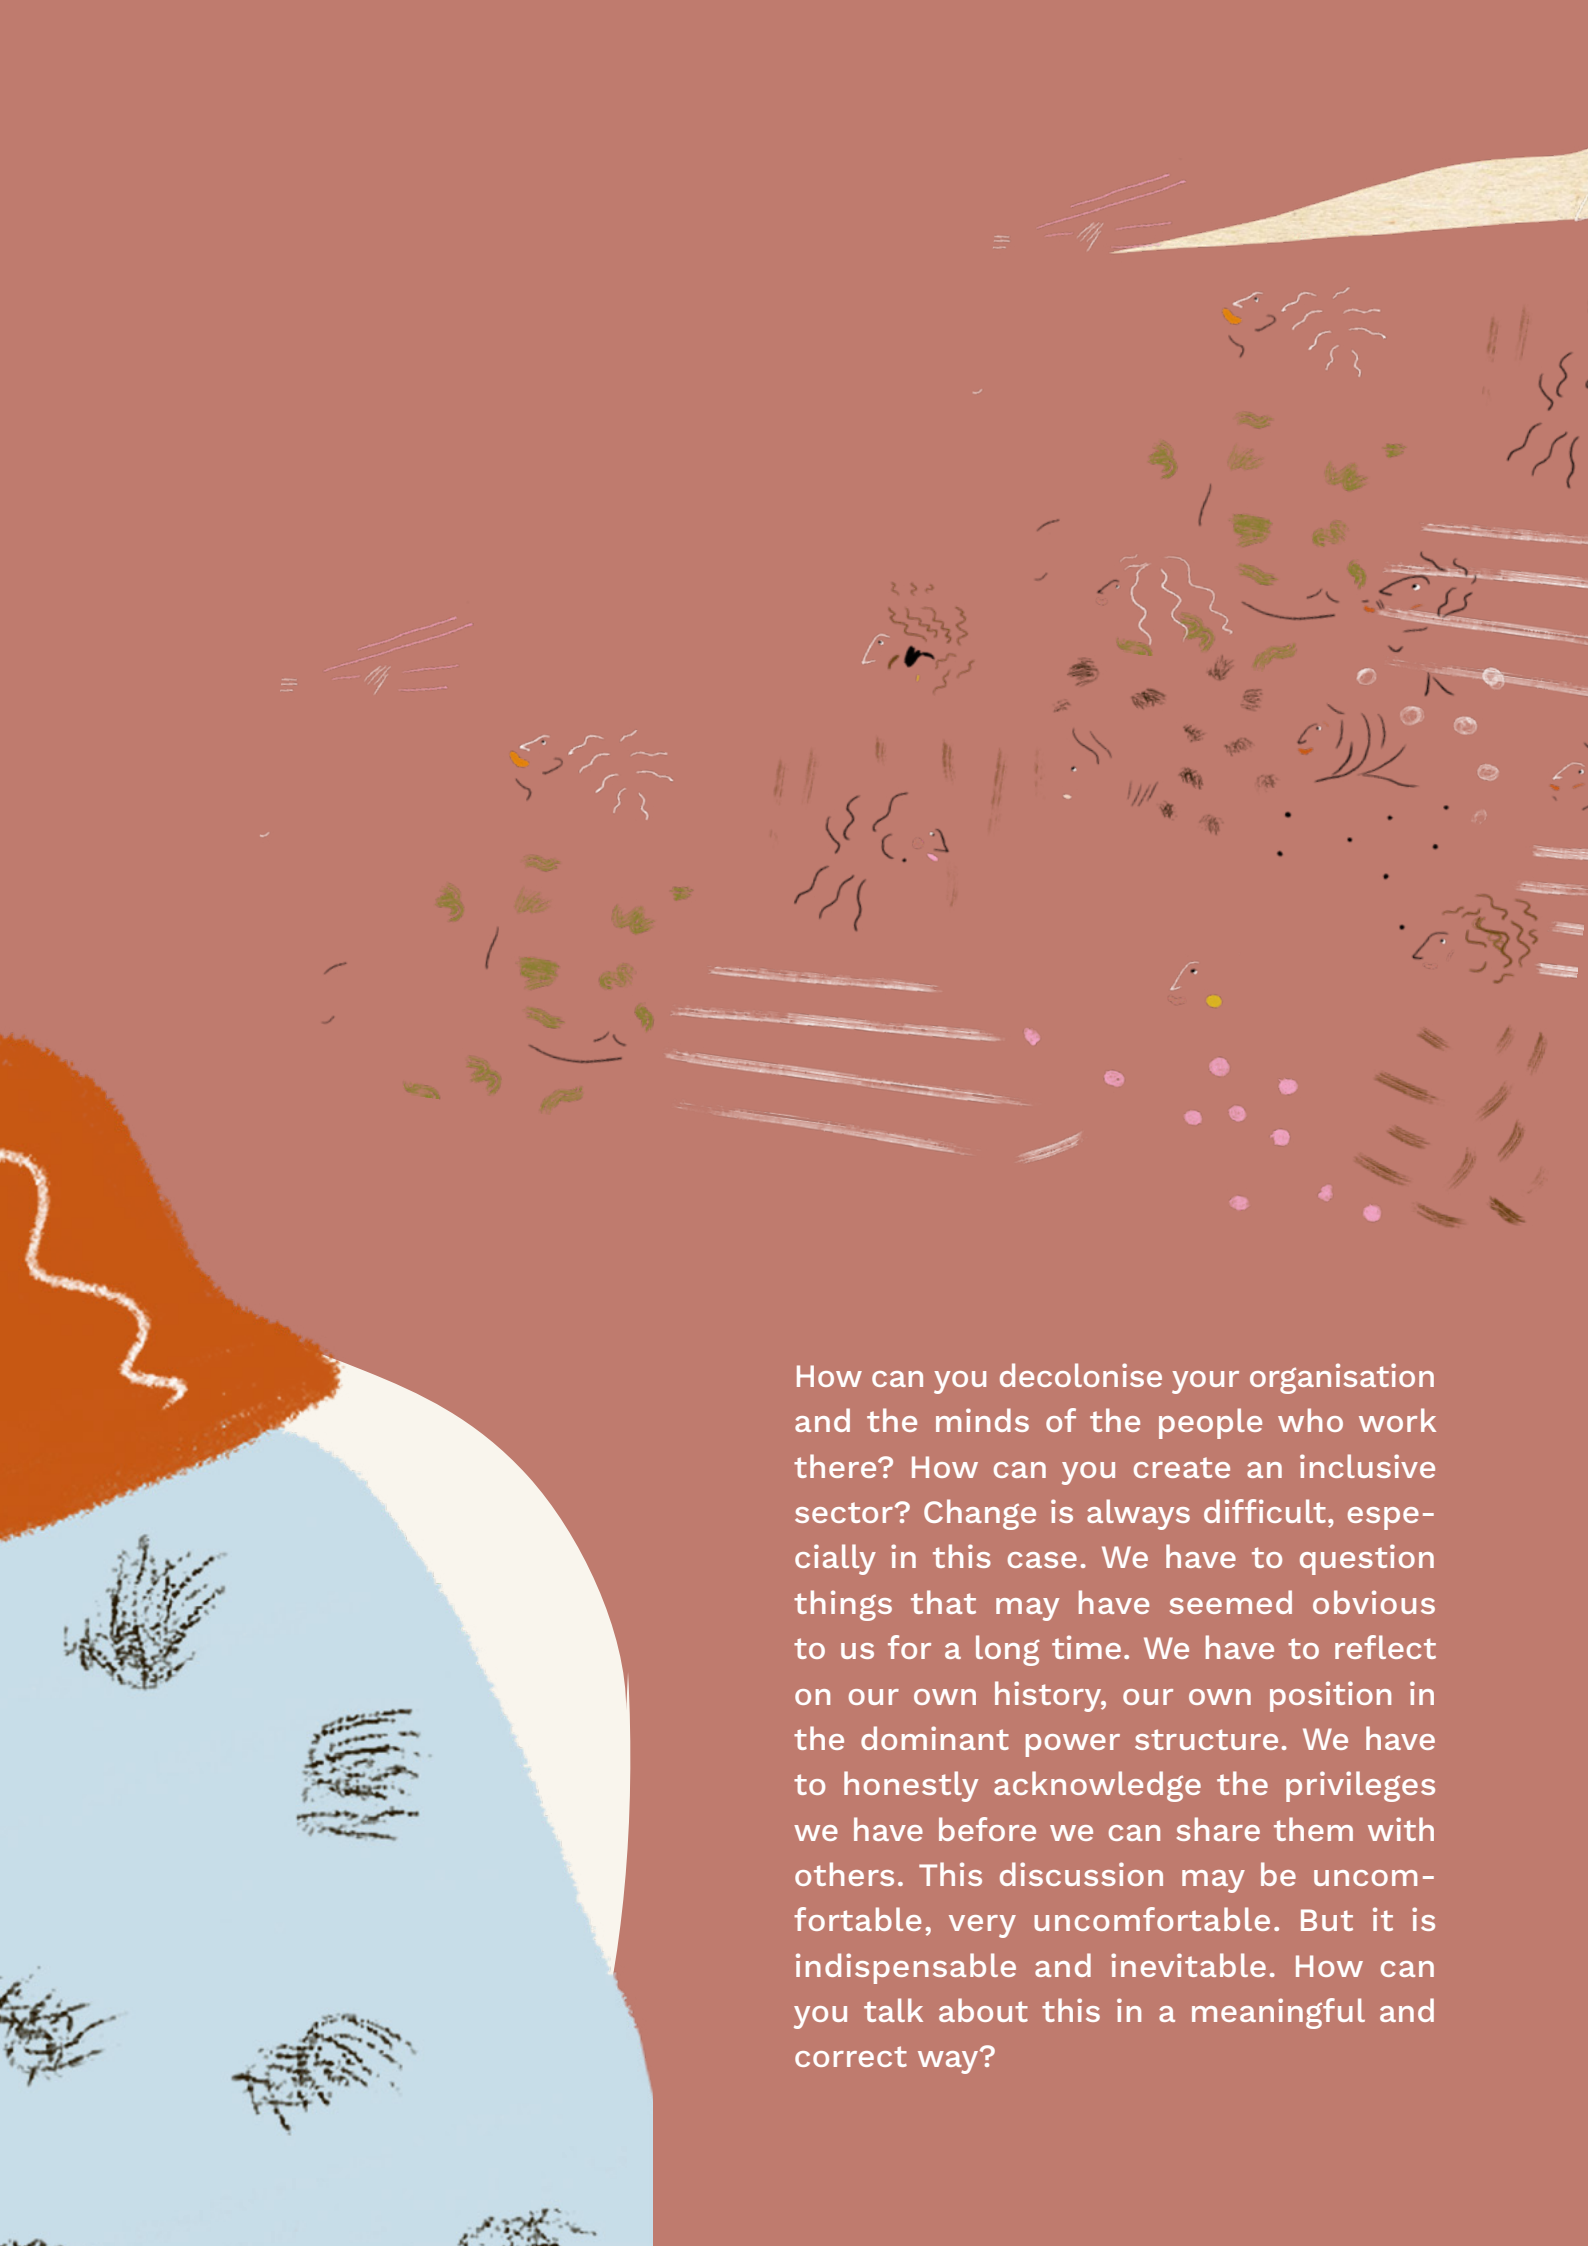 How can you decolonise your organisation
and the minds of the people who work
there? How can you create an inclusive
sector? Change is always difficult, espe-
cially in this case. We have to question
things that may have seemed obvious
to us for a long time. We have to reflect
on our own history, our own position in
the dominant power structure. We have
to honestly acknowledge the privileges
we have before we can share them with
others. This discussion may be uncom-
fortable, very uncomfortable. But it is
indispensable and inevitable. How can
you talk about this in a meaningful and
correct way?